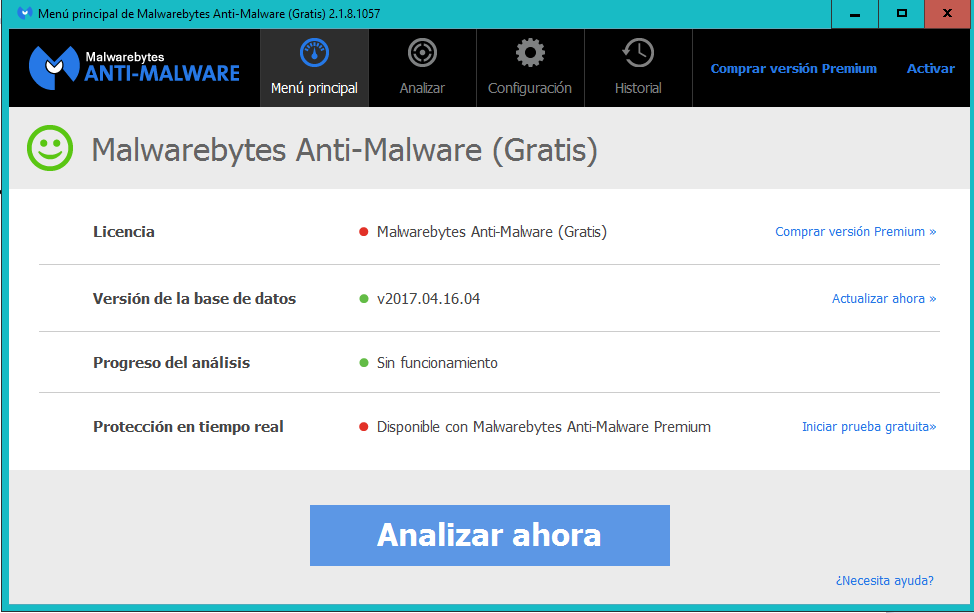 Menú principal de Malwarebytes Anti-Malware (Gratis) 2.1.8.1057
Malwarebytes
ANTI-MALWARE
Menú principal
Analizar
Configuración
Historial
Comprar versión Premium
Activar
Malwarebytes Anti-Malware (Gratis)
Licencia
Malwarebytes Anti-Malware (Gratis)
Comprar versión Premium »
Versión de la base de datos
v2017.04.16.04
Actualizar ahora »
Progreso del análisis
Sin funcionamiento
Protección en tiempo real
Disponible con Malwarebytes Anti-Malware Premium
Iniciar prueba gratuita»
Analizar ahora
¿Necesita ayuda?